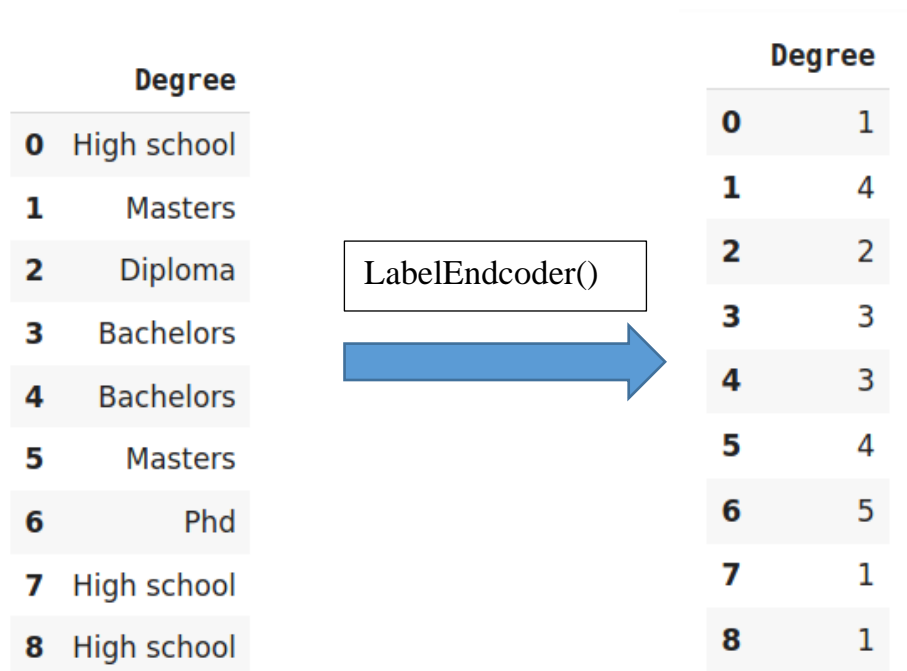 Degree
0 High school
1 Masters
2 Diploma
3 Bachelors
4 Bachelors
5 Masters
6 Phd
7 High school
8 High school
LabelEndcoder()
Degree
0 1
1 4
2 2
3 3
4 3
5 4
6 5
7 1
8 1